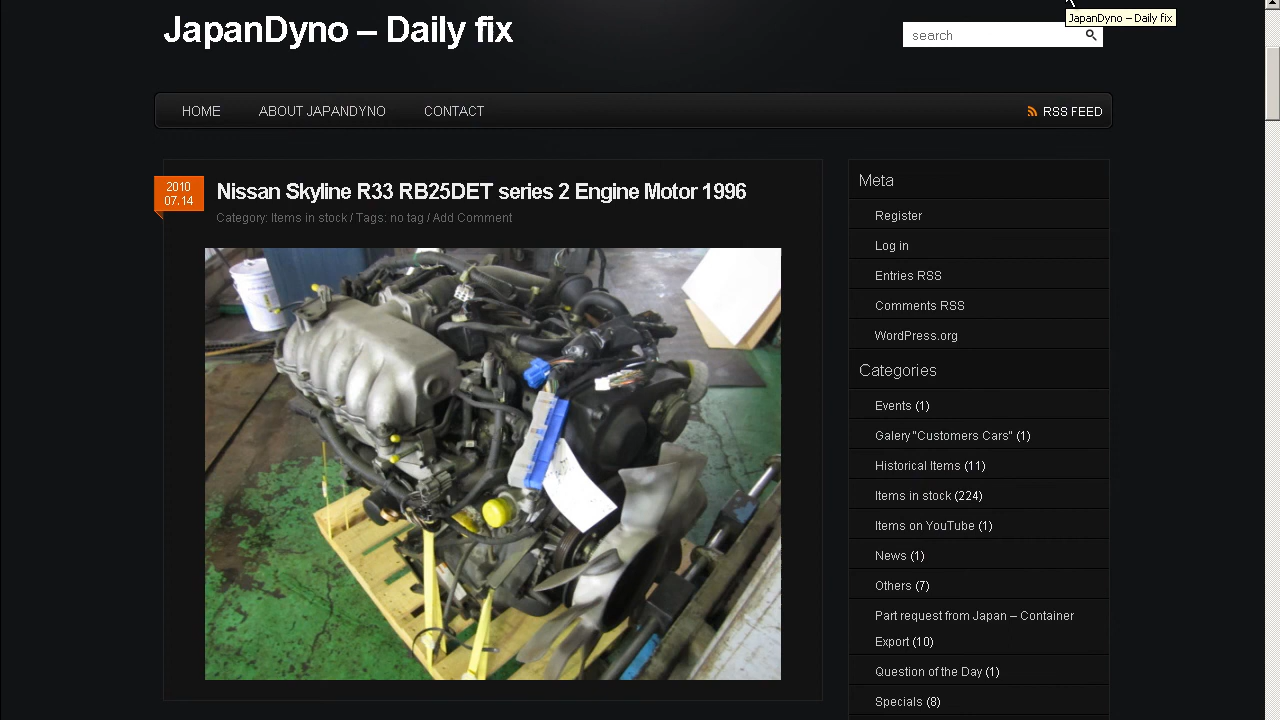 JapanDyno – Daily fix
JapanDyno – Daily fix
search
HOME
ABOUT JAPANDYNO
CONTACT
RSS FEED
2010
07.14
Nissan Skyline R33 RB25DET series 2 Engine Motor 1996
Category: Items in stock / Tags: no tag / Add Comment
Meta
Register
Log in
Entries RSS
Comments RSS
WordPress.org
Categories
Events (1)
Galery "Customers Cars" (1)
Historical Items (11)
Items in stock (224)
Items on YouTube (1)
News (1)
Others (7)
Part request from Japan – Container
Export (10)
Question of the Day (1)
Specials (8)